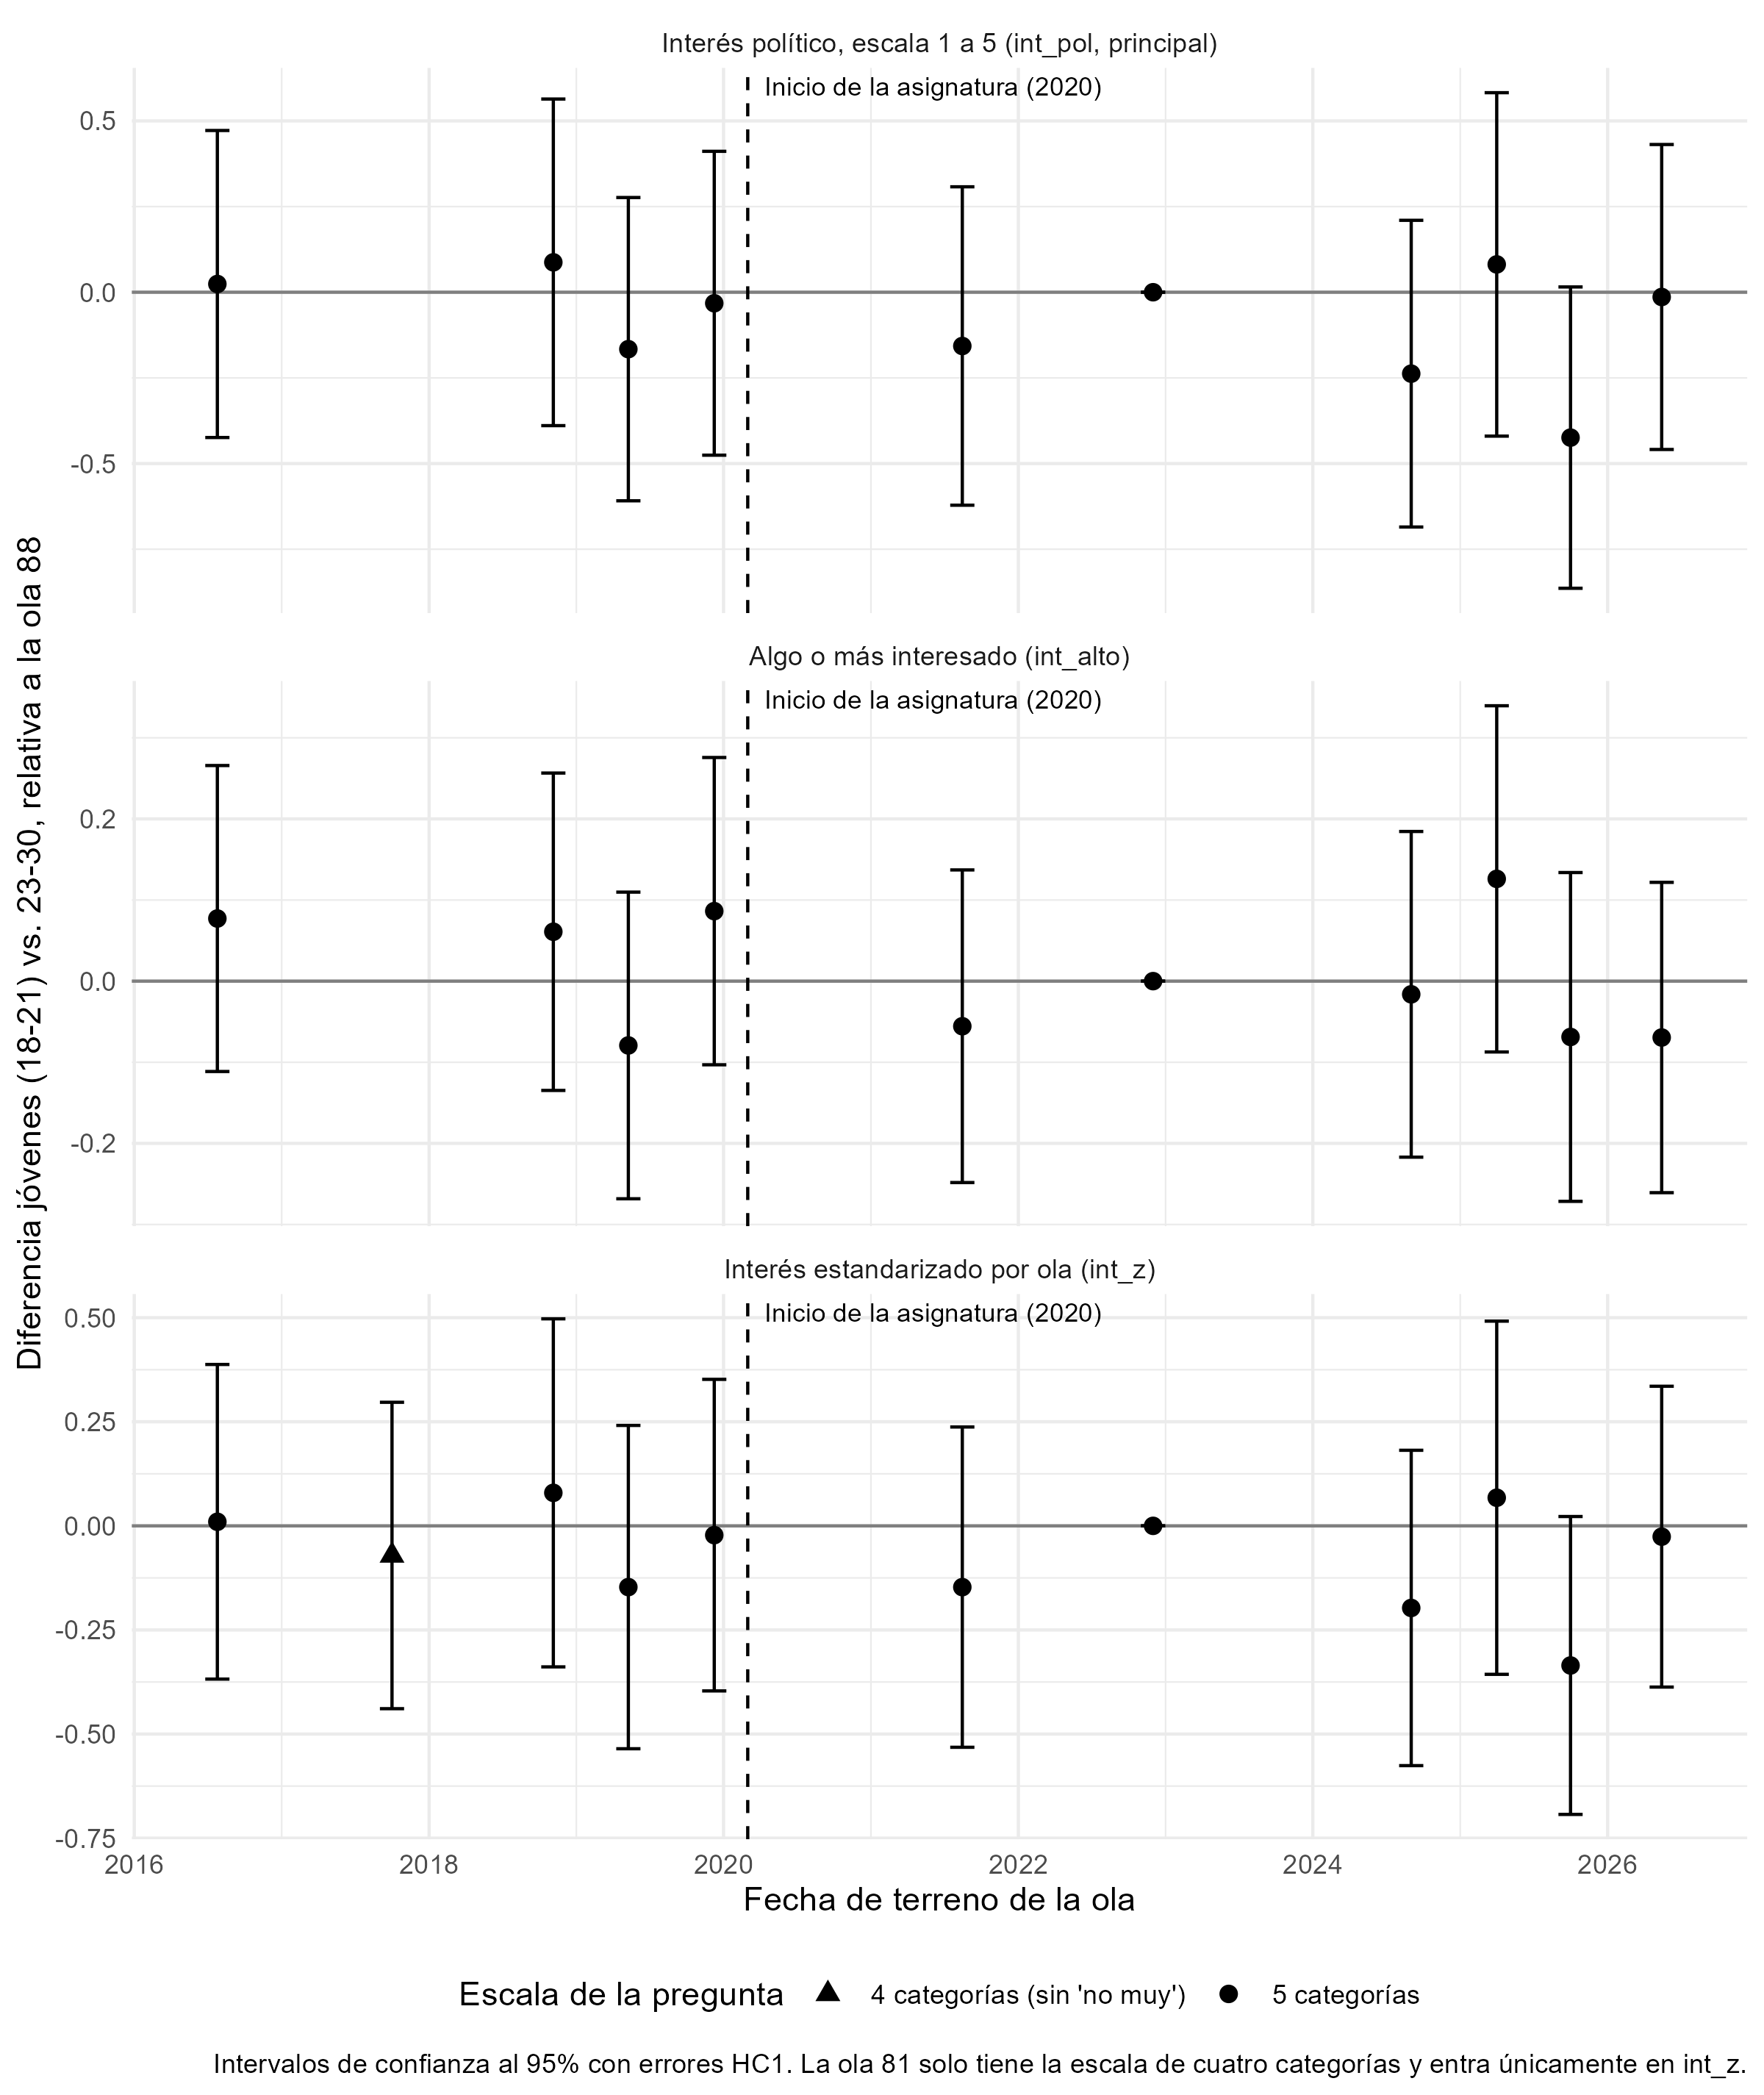 Interés político, escala 1 a 5 (int_pol, principal)
Inicio de la asignatura (2020)
0.5
0.0
-0.5
Algo o más interesado (int_alto)
Inicio de la asignatura (2020)
0.2
0.0
-0.2
Interés estandarizado por ola (int_z)
Inicio de la asignatura (2020)
0.50
0.25
0.00
-0.25
-0.50
-0.75
Diferencia jóvenes (18-21) vs. 23-30, relativa a la ola 88
2016 2018 2020 2022 2024 2026
Fecha de terreno de la ola
Escala de la pregunta 4 categorías (sin 'no muy') 5 categorías
Intervalos de confianza al 95% con errores HC1. La ola 81 solo tiene la escala de cuatro categorías y entra únicamente en int_z.